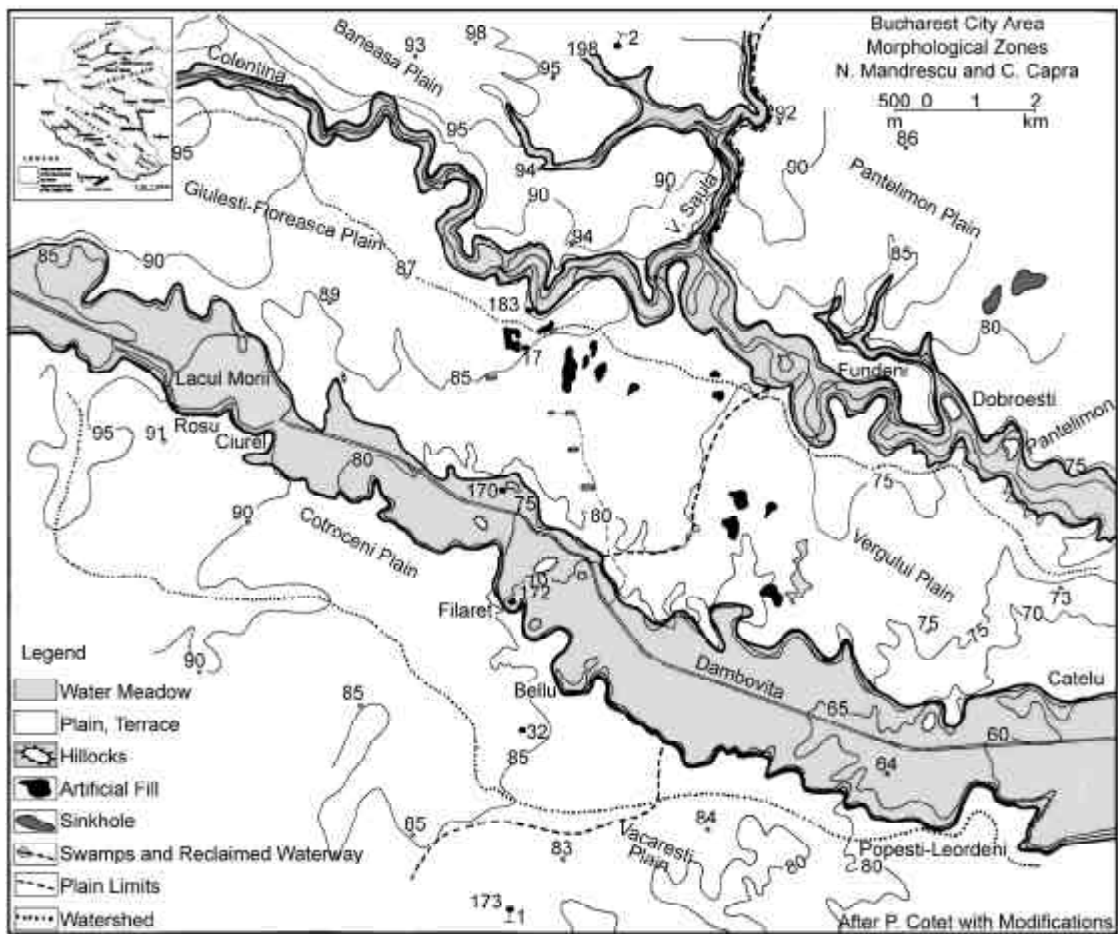 Bucharest City Area
Morphological Zones
N. Mandrescu and C. Capra
500 0 1 2
m km
Baneasa Plain
Colentina
93
98
198
2
95
95
95
92
86
94
90
90
90
94
V. Saula
Pantelimon Plain
Giulesti-Floreasca Plain
85
90
87
89
183
17
85
85
80
Lacul Morii
Rosu
Ciurel
Fundeni
Dobroesti
Pantelimon
75
95
91
80
170
75
80
75
90
Cotroceni Plain
Vergului Plain
10
172
Filaret
73
70
75
75
90
Bellu
Dambovita
Catelu
65
60
64
85
32
85
85
84
83
Vacaresti
Plain
80
80
Popesti-Leordeni
173
1
Legend
Water Meadow
Plain, Terrace
Hillocks
Artificial Fill
Sinkhole
Swamps and Reclaimed Waterway
Plain Limits
Watershed
After P. Cotet with Modifications